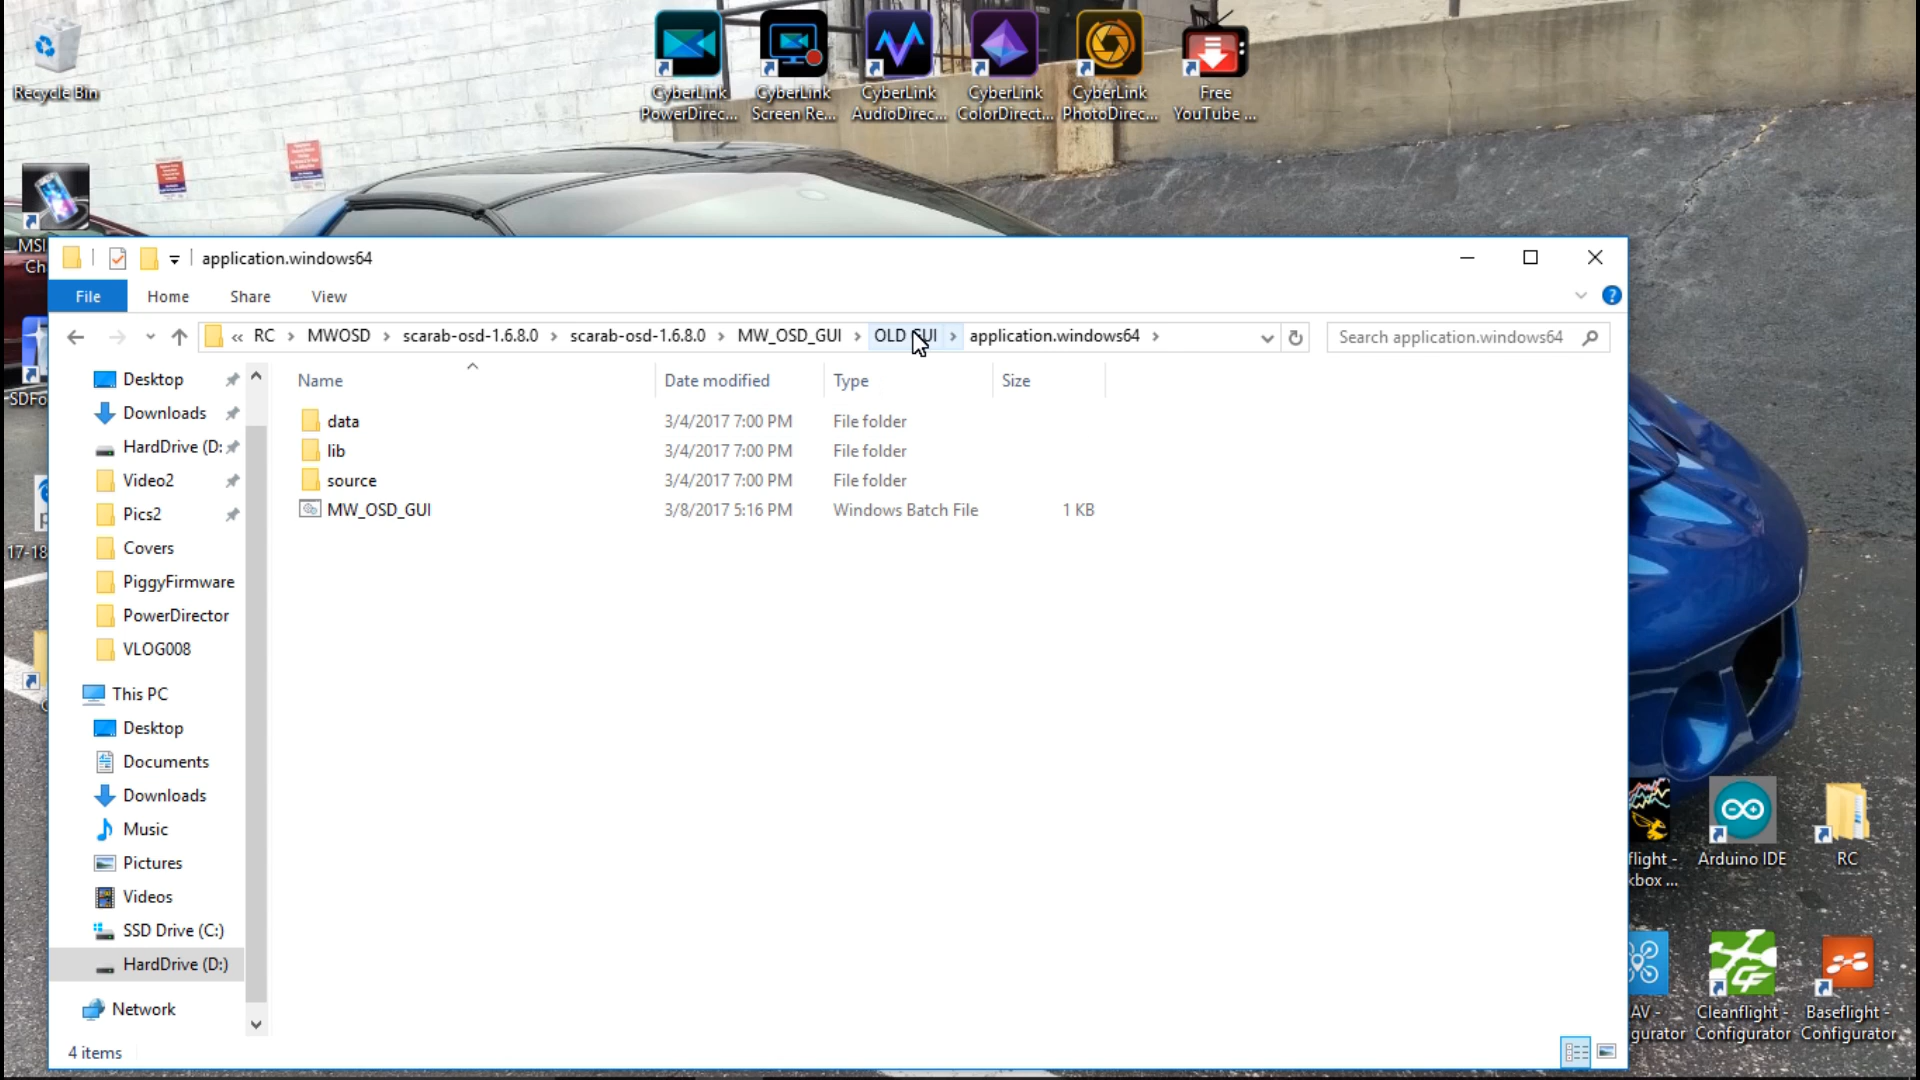 Recycle Bin
CyberLink PowerDirec...
CyberLink Screen Re...
CyberLink AudioDirec...
CyberLink ColorDirect...
CyberLink PhotoDirec...
Free YouTube ...
MSI
Ch
SDFo
17-18
application.windows64
File Home Share View
« RC > MWOSD > scarab-osd-1.6.8.0 > scarab-osd-1.6.8.0 > MW_OSD_GUI > OLD GUI > application.windows64 >
Search application.windows64
Name Date modified Type Size
data 3/4/2017 7:00 PM File folder
lib 3/4/2017 7:00 PM File folder
source 3/4/2017 7:00 PM File folder
MW_OSD_GUI 3/8/2017 5:16 PM Windows Batch File 1 KB
Desktop
Downloads
HardDrive (D:
Video2
Pics2
Covers
PiggyFirmware
PowerDirector
VLOG008
This PC
Desktop
Documents
Downloads
Music
Pictures
Videos
SSD Drive (C:)
HardDrive (D:)
Network
4 items
flight -
kbox ...
Arduino IDE
RC
AV -
gurator
Cleanflight - Configurator
Baseflight - Configurator